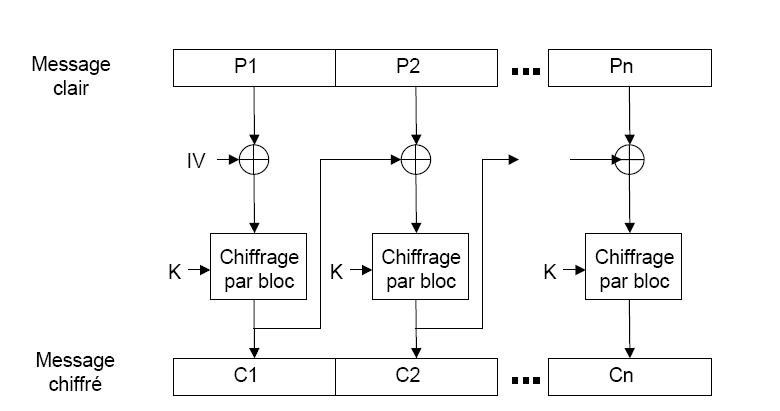 Message
clair
P1
P2
...
Pn
IV
K
Chiffrage
par bloc
K
Chiffrage
par bloc
K
Chiffrage
par bloc
Message
chiffré
C1
C2
...
Cn